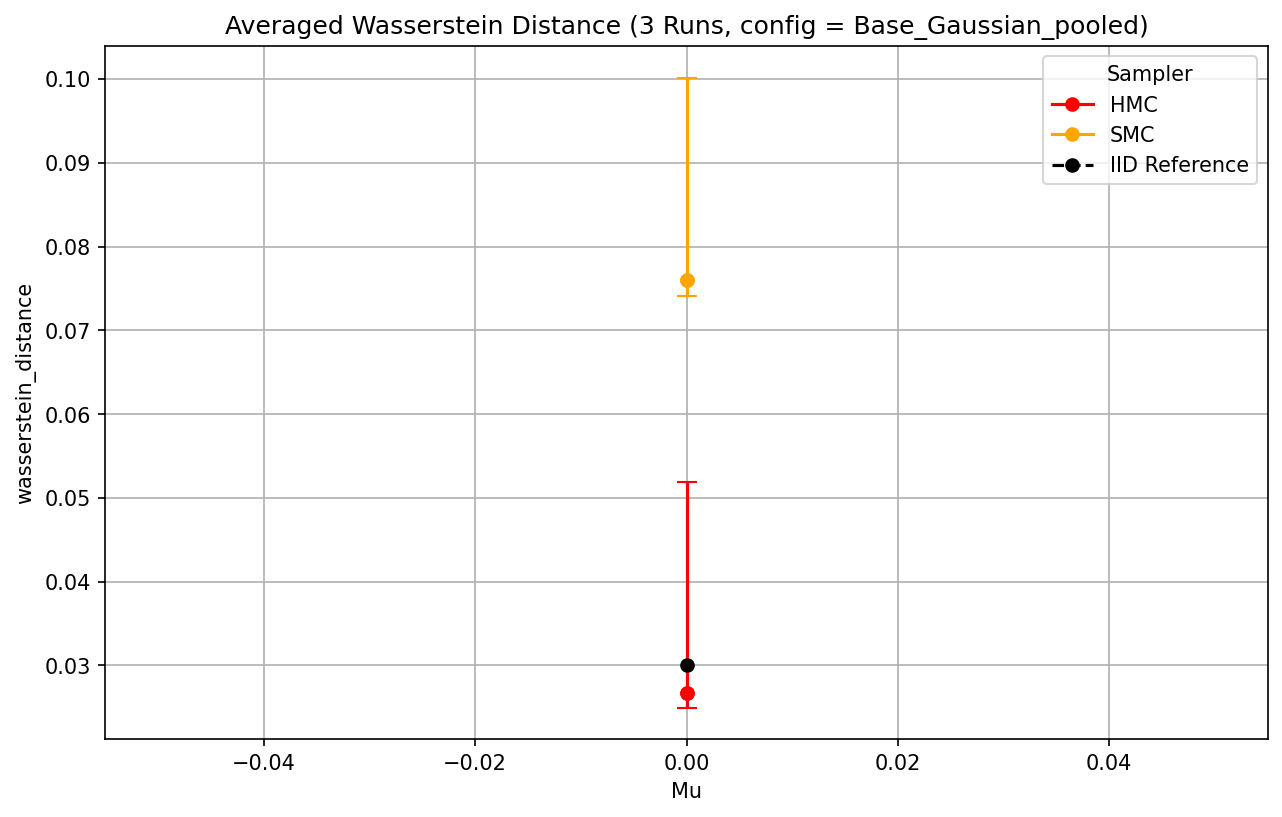 Averaged Wasserstein Distance (3 Runs, config = Base_Gaussian_pooled)
Sampler
HMC
SMC
IID Reference
0.10
0.09
0.08
0.07
0.06
0.05
0.04
0.03
wasserstein_distance
−0.04
−0.02
0.00
0.02
0.04
Mu